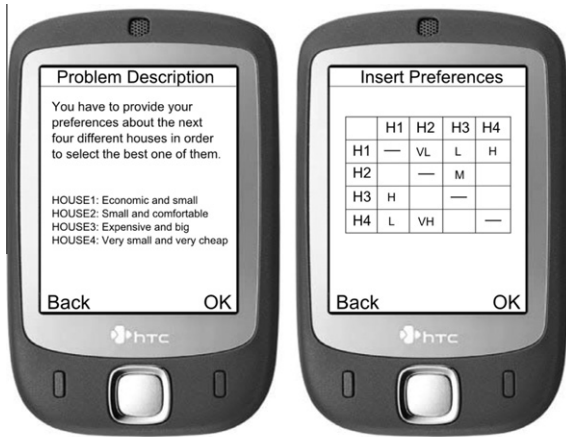 Problem Description
You have to provide your
preferences about the next
four different houses in order
to select the best one of them.
HOUSE1: Economic and small
HOUSE2: Small and comfortable
HOUSE3: Expensive and big
HOUSE4: Very small and very cheap
Back OK
hTC
Insert Preferences
H1 H2 H3 H4
H1 — VL L H
H2 — M
H3 H —
H4 L VH —
Back OK
hTC